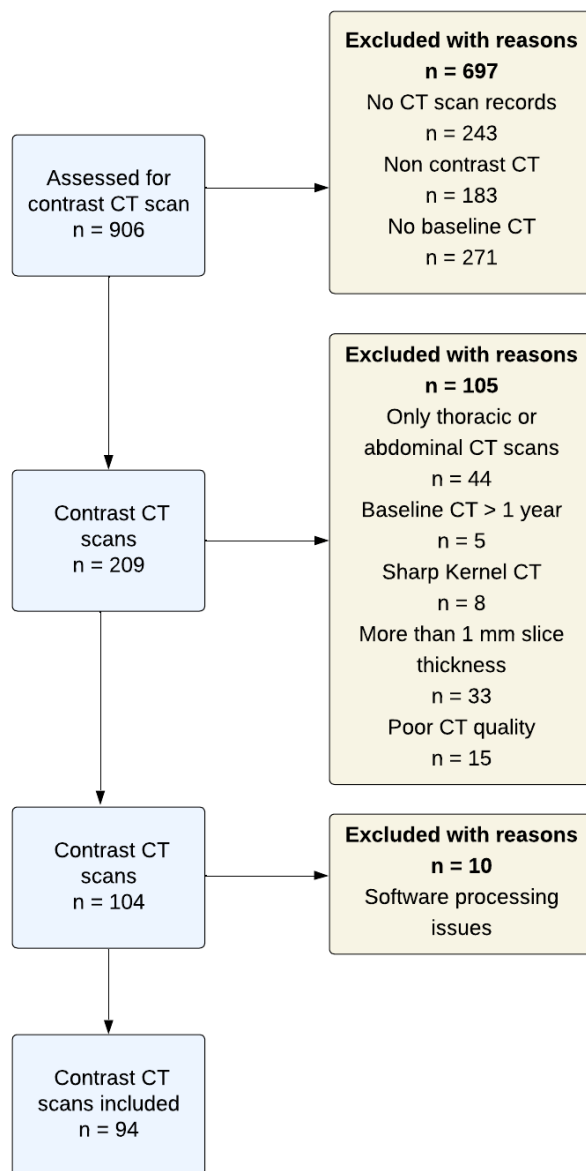 Assessed for
contrast CT scan
n = 906
Excluded with reasons
n = 697
No CT scan records
n = 243
Non contrast CT
n = 183
No baseline CT
n = 271
Contrast CT
scans
n = 209
Excluded with reasons
n = 105
Only thoracic or
abdominal CT scans
n = 44
Baseline CT > 1 year
n = 5
Sharp Kernel CT
n = 8
More than 1 mm slice
thickness
n = 33
Poor CT quality
n = 15
Contrast CT
scans
n = 104
Excluded with reasons
n = 10
Software processing
issues
Contrast CT
scans included
n = 94